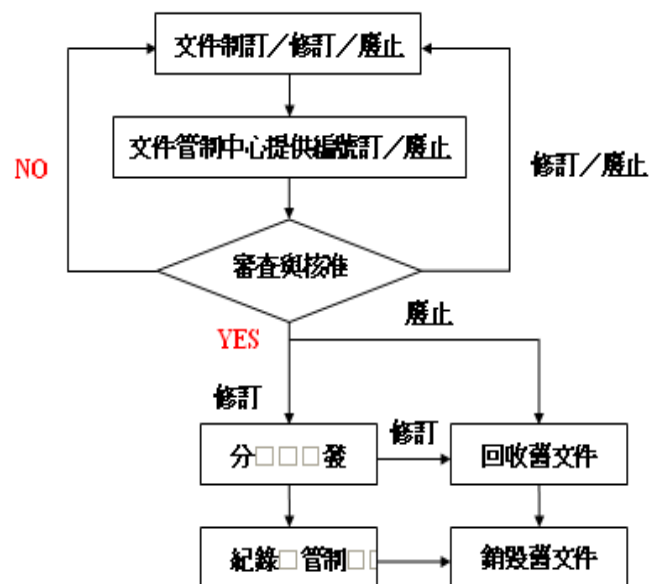 文件制訂／修訂／廢止
文件管制中心提供編號訂／廢止
NO
修訂／廢止
審查與核准
廢止
YES
修訂
修訂
分□□□發
回收舊文件
紀錄□管制□□
銷毀舊文件